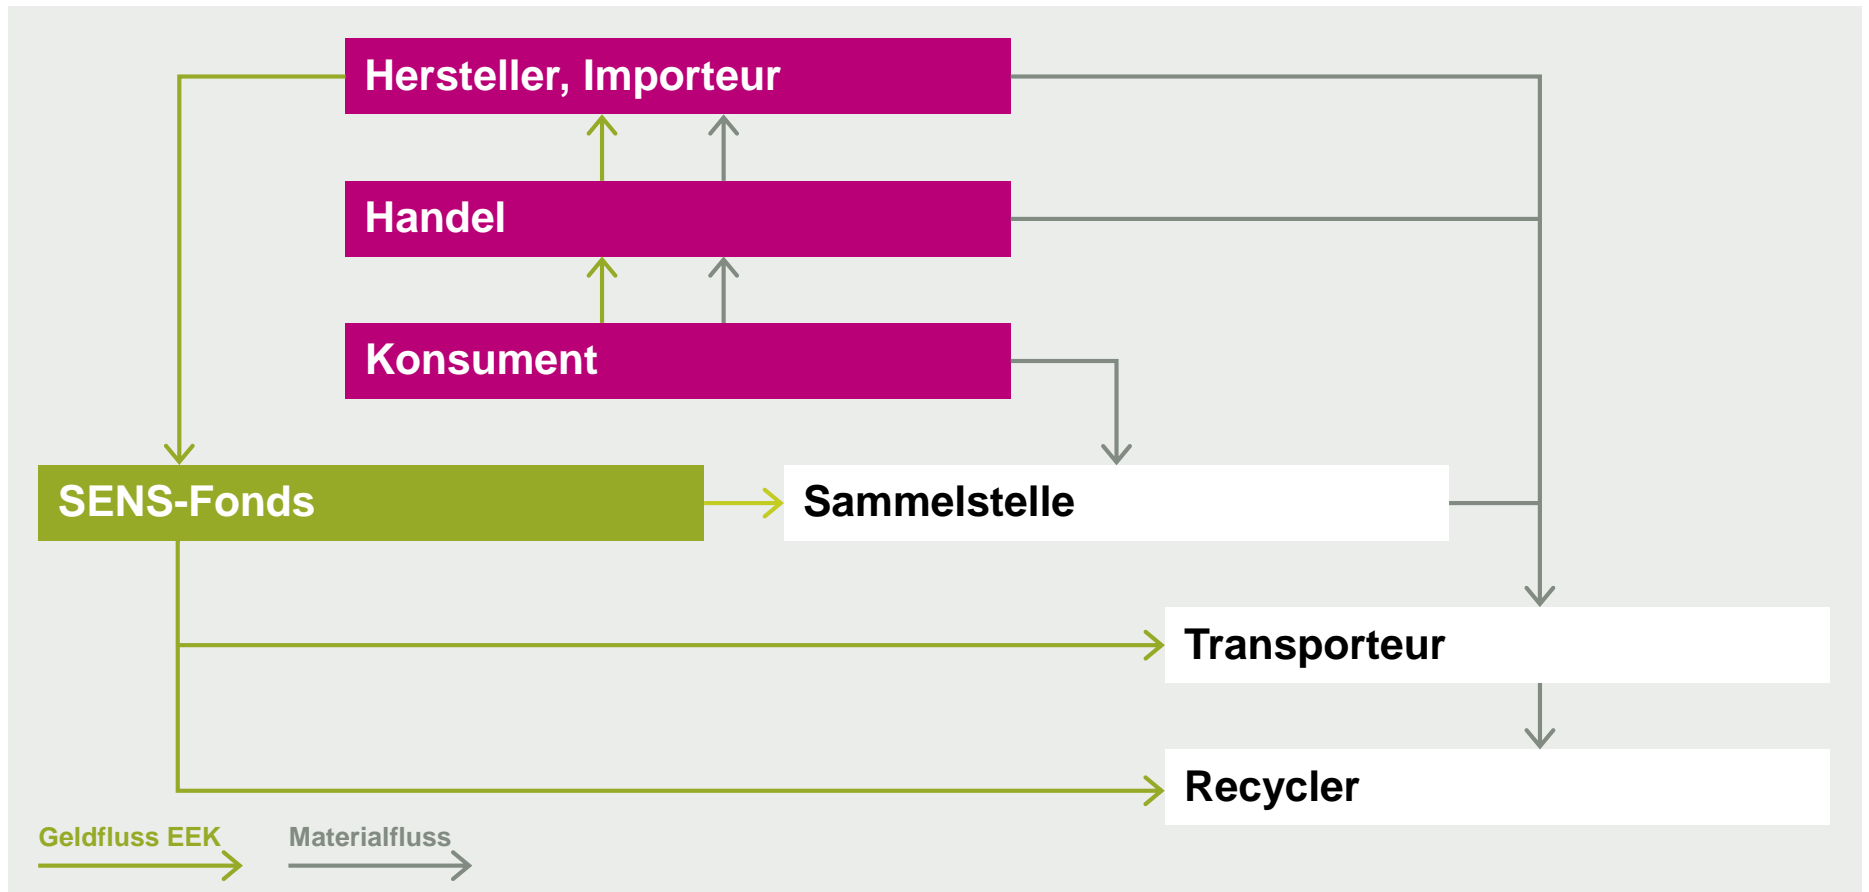 Hersteller, Importeur
Handel
Konsument
SENS-Fonds
Sammelstelle
Transporteur
Recycler
Geldfluss EEK
Materialfluss